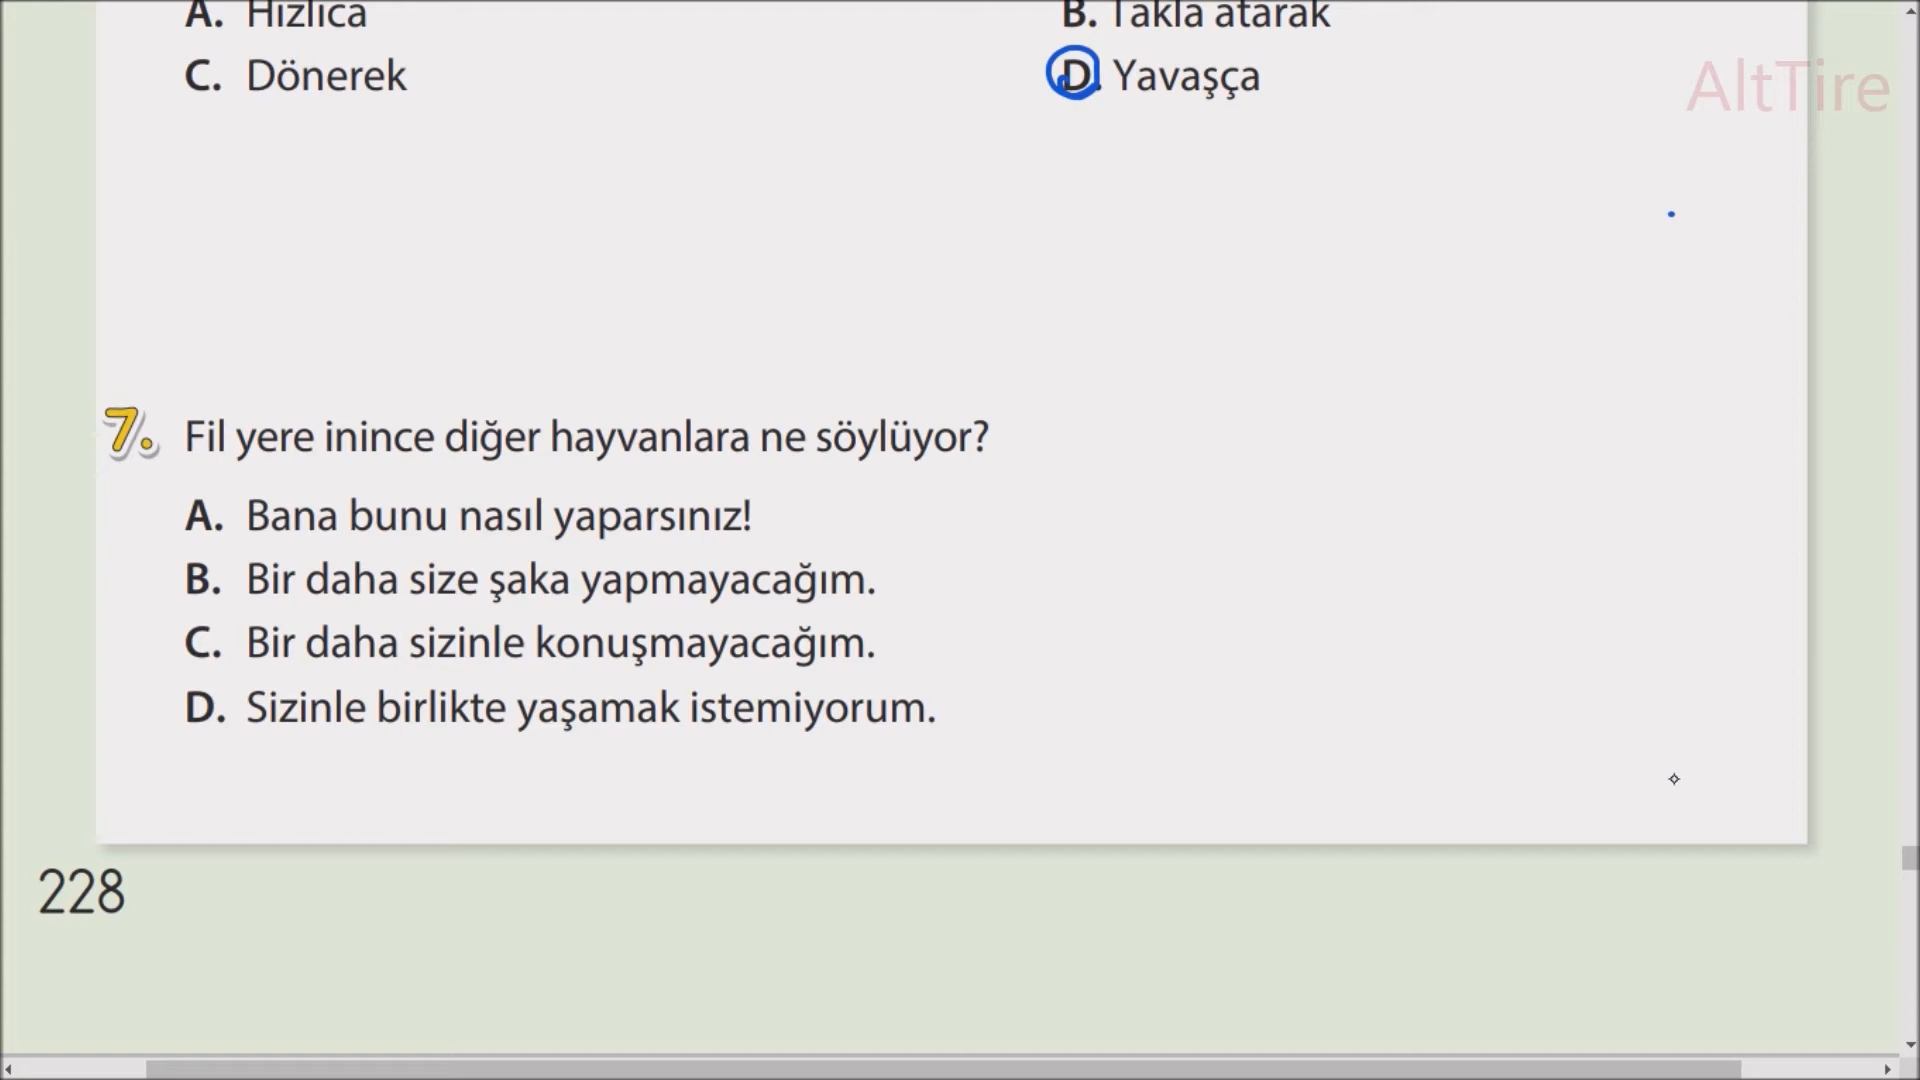 A. Hızlıca
B. Takla atarak
C. Dönerek
D. Yavaşça
AltTire
7. Fil yere inince diğer hayvanlara ne söylüyor?
A. Bana bunu nasıl yaparsınız!
B. Bir daha size şaka yapmayacağım.
C. Bir daha sizinle konuşmayacağım.
D. Sizinle birlikte yaşamak istemiyorum.
228